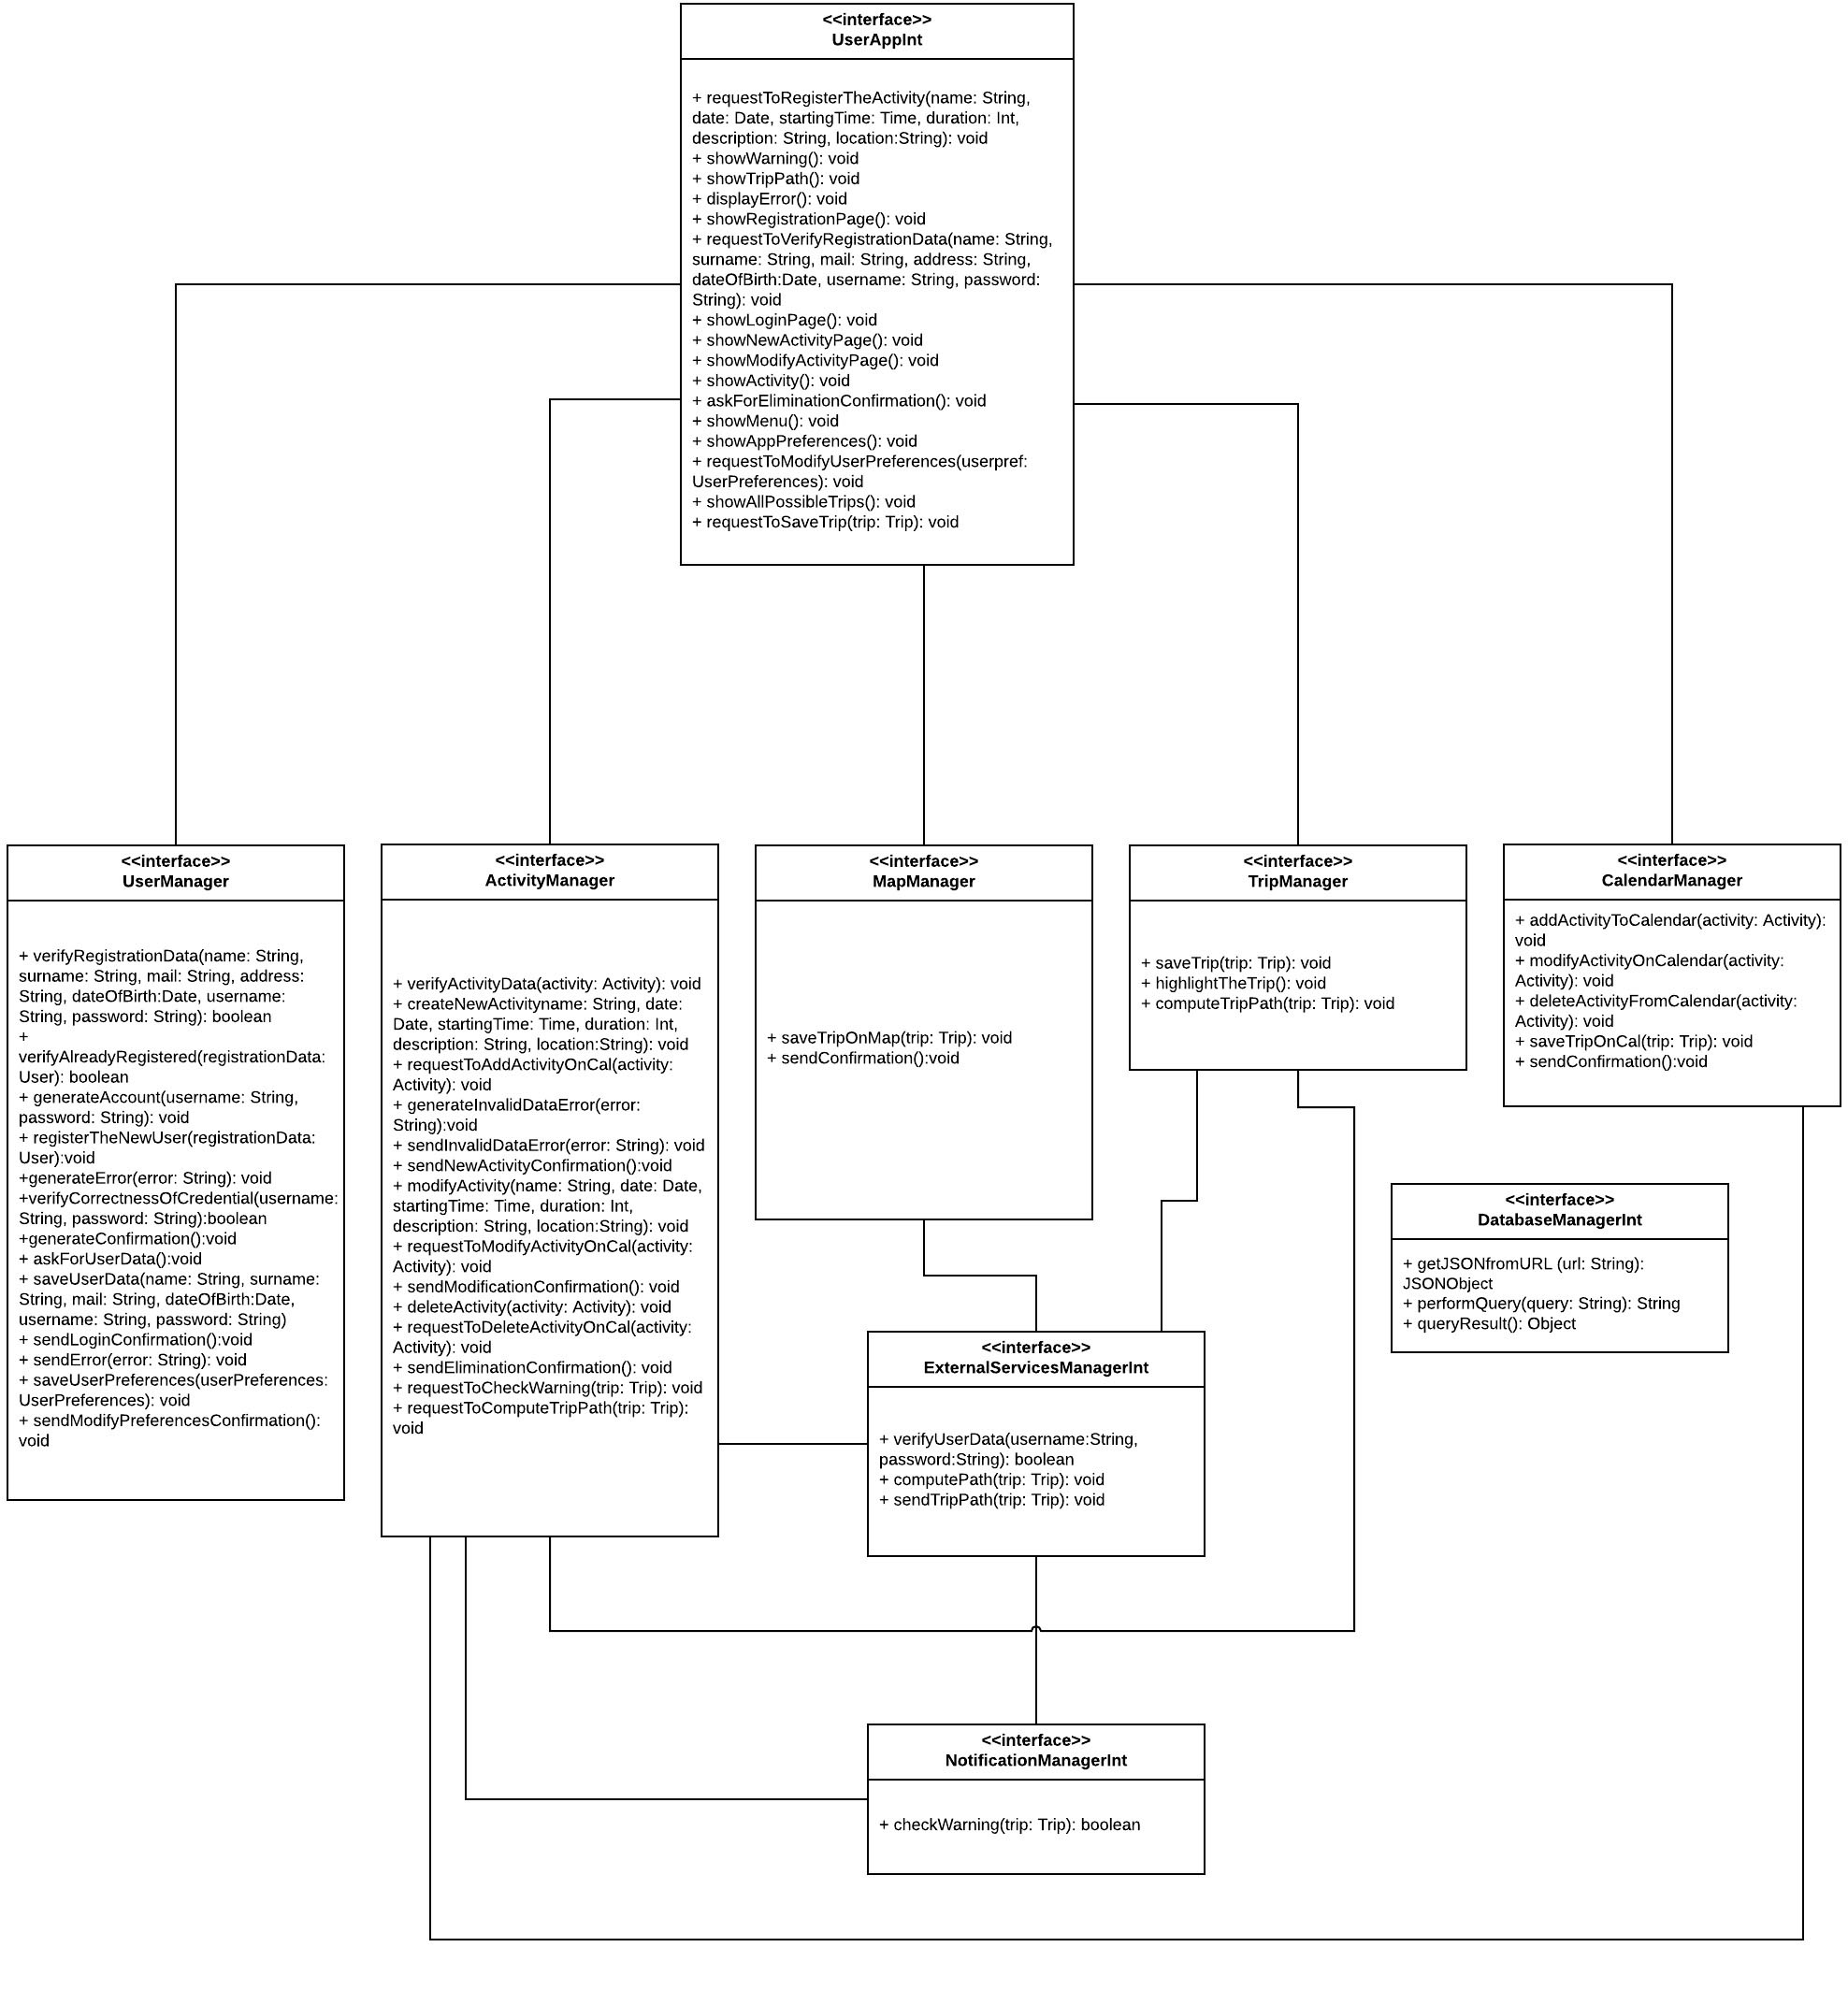 <<interface>>
UserAppInt
+ requestToRegisterTheActivity(name: String,
date: Date, startingTime: Time, duration: Int,
description: String, location:String): void
+ showWarning(): void
+ showTripPath(): void
+ displayError(): void
+ showRegistrationPage(): void
+ requestToVerifyRegistrationData(name: String,
surname: String, mail: String, address: String,
dateOfBirth:Date, username: String, password:
String): void
+ showLoginPage(): void
+ showNewActivityPage(): void
+ showModifyActivityPage(): void
+ showActivity(): void
+ askForEliminationConfirmation(): void
+ showMenu(): void
+ showAppPreferences(): void
+ requestToModifyUserPreferences(userpref:
UserPreferences): void
+ showAllPossibleTrips(): void
+ requestToSaveTrip(trip: Trip): void
<<interface>>
UserManager
+ verifyRegistrationData(name: String,
surname: String, mail: String, address:
String, dateOfBirth:Date, username:
String, password: String): boolean
+
verifyAlreadyRegistered(registrationData:
User): boolean
+ generateAccount(username: String,
password: String): void
+ registerTheNewUser(registrationData:
User):void
+generateError(error: String): void
+verifyCorrectnessOfCredential(username:
String, password: String):boolean
+generateConfirmation():void
+ askForUserData():void
+ saveUserData(name: String, surname:
String, mail: String, dateOfBirth:Date,
username: String, password: String)
+ sendLoginConfirmation():void
+ sendError(error: String): void
+ saveUserPreferences(userPreferences:
UserPreferences): void
+ sendModifyPreferencesConfirmation():
void
<<interface>>
ActivityManager
+ verifyActivityData(activity: Activity): void
+ createNewActivityname: String, date:
Date, startingTime: Time, duration: Int,
description: String, location:String): void
+ requestToAddActivityOnCal(activity:
Activity): void
+ generateInvalidDataError(error:
String):void
+ sendInvalidDataError(error: String): void
+ sendNewActivityConfirmation():void
+ modifyActivity(name: String, date: Date,
startingTime: Time, duration: Int,
description: String, location:String): void
+ requestToModifyActivityOnCal(activity:
Activity): void
+ sendModificationConfirmation(): void
+ deleteActivity(activity: Activity): void
+ requestToDeleteActivityOnCal(activity:
Activity): void
+ sendEliminationConfirmation(): void
+ requestToCheckWarning(trip: Trip): void
+ requestToComputeTripPath(trip: Trip):
void
<<interface>>
MapManager
+ saveTripOnMap(trip: Trip): void
+ sendConfirmation():void
<<interface>>
TripManager
+ saveTrip(trip: Trip): void
+ highlightTheTrip(): void
+ computeTripPath(trip: Trip): void
<<interface>>
CalendarManager
+ addActivityToCalendar(activity: Activity):
void
+ modifyActivityOnCalendar(activity:
Activity): void
+ deleteActivityFromCalendar(activity:
Activity): void
+ saveTripOnCal(trip: Trip): void
+ sendConfirmation():void
<<interface>>
DatabaseManagerInt
+ getJSONfromURL (url: String):
JSONObject
+ performQuery(query: String): String
+ queryResult(): Object
<<interface>>
ExternalServicesManagerInt
+ verifyUserData(username:String,
password:String): boolean
+ computePath(trip: Trip): void
+ sendTripPath(trip: Trip): void
<<interface>>
NotificationManagerInt
+ checkWarning(trip: Trip): boolean